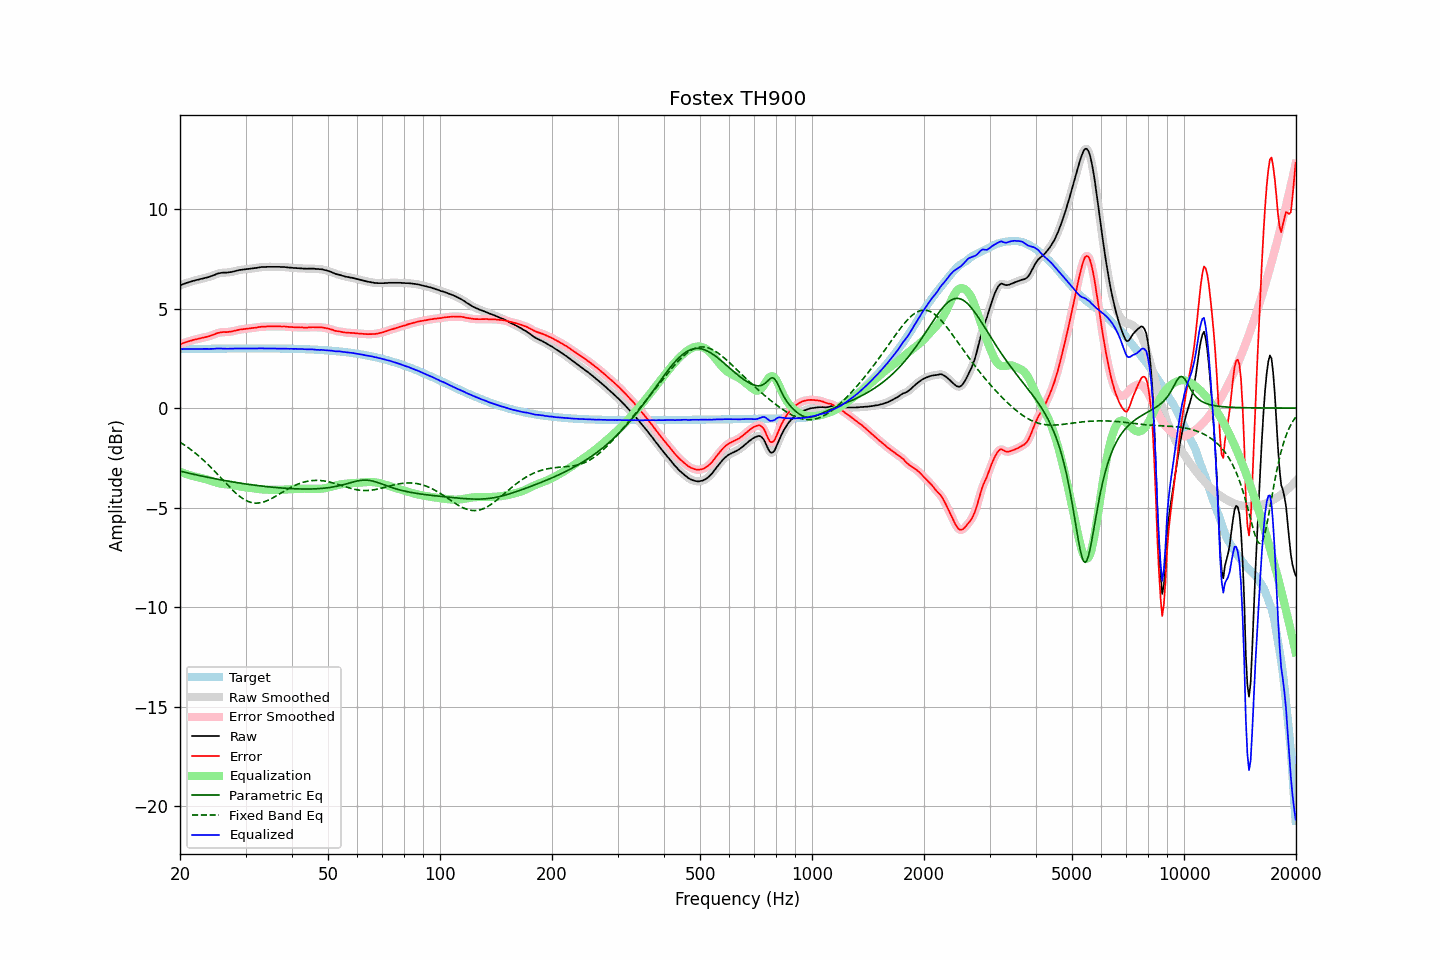 Fostex TH900
Amplitude (dBr)
10
5
0
−5
−10
−15
−20
Target
Raw Smoothed
Error Smoothed
Raw
Error
Equalization
Parametric Eq
Fixed Band Eq
Equalized
20 50 100 200 500 1000 2000 5000 10000 20000
Frequency (Hz)